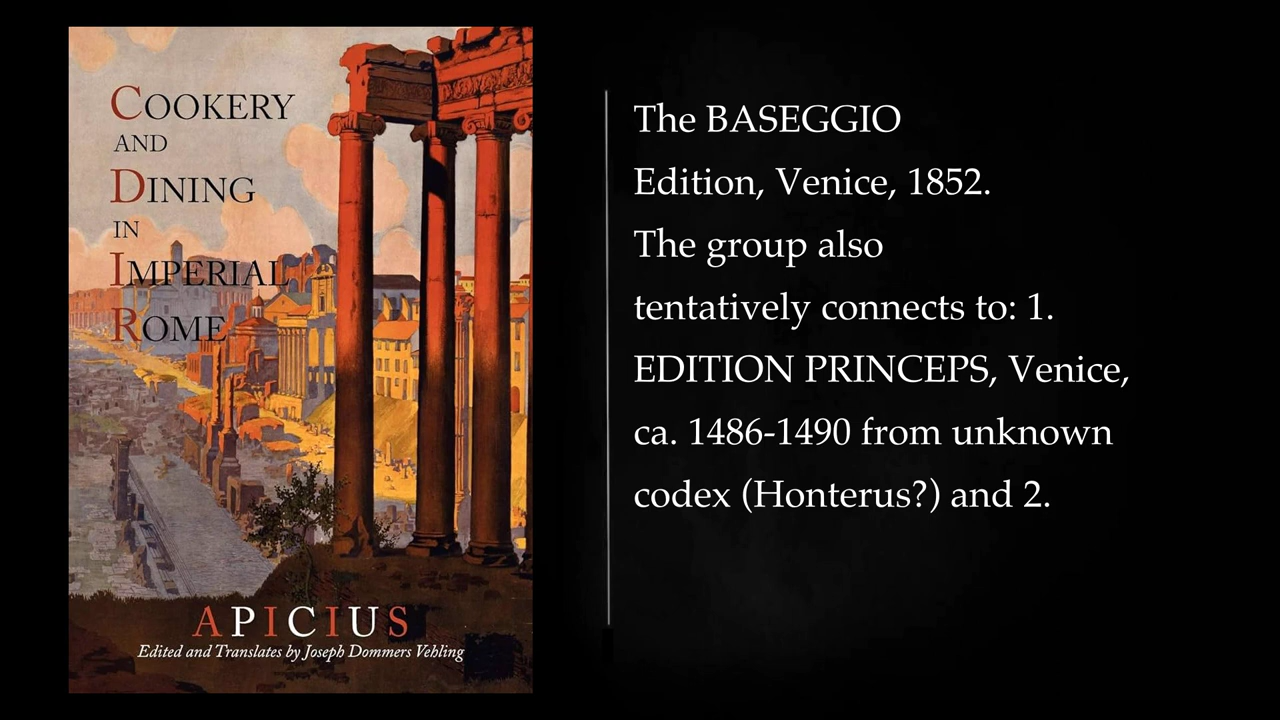 COOKERY
AND
DINING
IN
IMPERIAL
ROME
APICIUS
Edited and Translates by Joseph Dommers Vehling
The BASEGGIO
Edition, Venice, 1852.
The group also
tentatively connects to: 1.
EDITION PRINCEPS, Venice,
ca. 1486-1490 from unknown
codex (Honterus?) and 2.